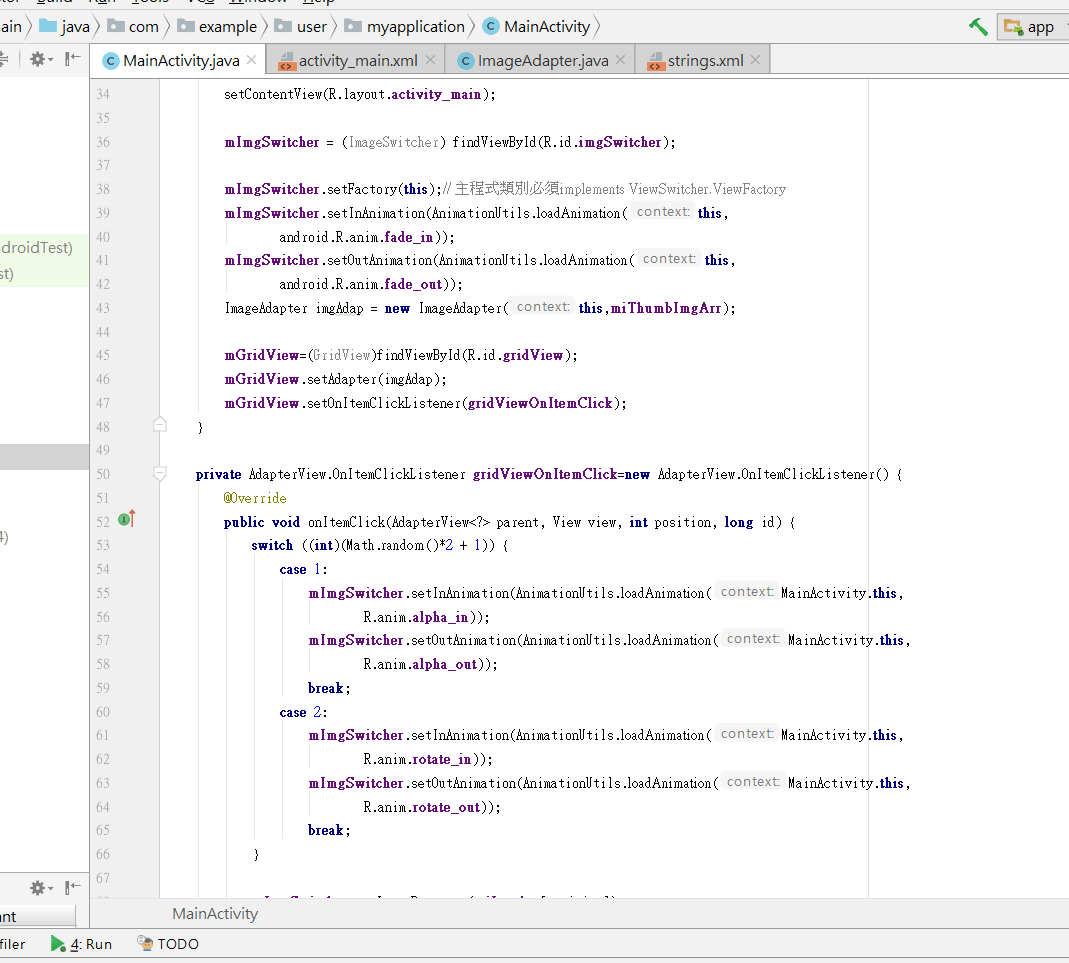 Build Run Tools VCS Window Help
ain java com example user myapplication MainActivity app
MainActivity.java activity_main.xml ImageAdapter.java strings.xml
34 setContentView(R.layout.activity_main);
35
36 mImgSwitcher = (ImageSwitcher) findViewById(R.id.imgSwitcher);
37
38 mImgSwitcher.setFactory(this);// 主程式類別必須implements ViewSwitcher.ViewFactory
39 mImgSwitcher.setInAnimation(AnimationUtils.loadAnimation( context: this,
40 android.R.anim.fade_in));
41 mImgSwitcher.setOutAnimation(AnimationUtils.loadAnimation( context: this,
42 android.R.anim.fade_out));
43 ImageAdapter imgAdap = new ImageAdapter( context: this,miThumbImgArr);
44
45 mGridView=(GridView)findViewById(R.id.gridView);
46 mGridView.setAdapter(imgAdap);
47 mGridView.setOnItemClickListener(gridViewOnItemClick);
48 }
49
50 private AdapterView.OnItemClickListener gridViewOnItemClick=new AdapterView.OnItemClickListener() {
51 @Override
52 public void onItemClick(AdapterView<?> parent, View view, int position, long id) {
53 switch ((int)(Math.random()*2 + 1)) {
54 case 1:
55 mImgSwitcher.setInAnimation(AnimationUtils.loadAnimation( context: MainActivity.this,
56 R.anim.alpha_in));
57 mImgSwitcher.setOutAnimation(AnimationUtils.loadAnimation( context: MainActivity.this,
58 R.anim.alpha_out));
59 break;
60 case 2:
61 mImgSwitcher.setInAnimation(AnimationUtils.loadAnimation( context: MainActivity.this,
62 R.anim.rotate_in));
63 mImgSwitcher.setOutAnimation(AnimationUtils.loadAnimation( context: MainActivity.this,
64 R.anim.rotate_out));
65 break;
66 }
67
droidTest)
st)
4)
ant
MainActivity
filer 4: Run TODO